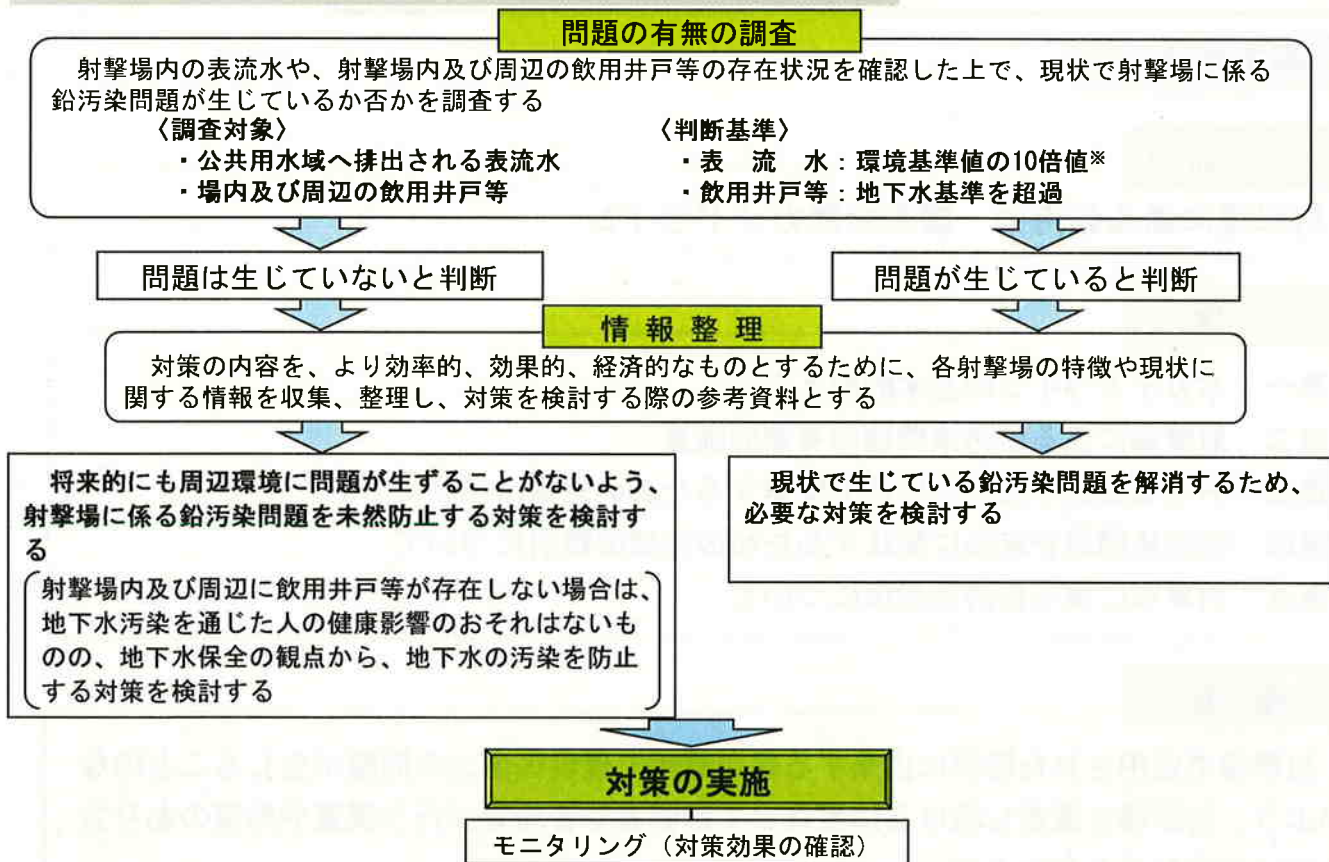 問題の有無の調査
射撃場内の表流水や、射撃場内及び周辺の飲用井戸等の存在状況を確認した上で、現状で射撃場に係る
鉛汚染問題が生じているか否かを調査する
〈調査対象〉
・公共用水域へ排出される表流水
・場内及び周辺の飲用井戸等
〈判断基準〉
・表　流　水：環境基準値の10倍値※
・飲用井戸等：地下水基準を超過
問題は生じていないと判断
問題が生じていると判断
情 報 整 理
対策の内容を、より効率的、効果的、経済的なものとするために、各射撃場の特徴や現状に
関する情報を収集、整理し、対策を検討する際の参考資料とする
将来的にも周辺環境に問題が生ずることがないよう、
射撃場に係る鉛汚染問題を未然防止する対策を検討す
る
射撃場内及び周辺に飲用井戸等が存在しない場合は、
地下水汚染を通じた人の健康影響のおそれはないも
のの、地下水保全の観点から、地下水の汚染を防止
する対策を検討する
現状で生じている鉛汚染問題を解消するため、
必要な対策を検討する
対策の実施
モニタリング（対策効果の確認）